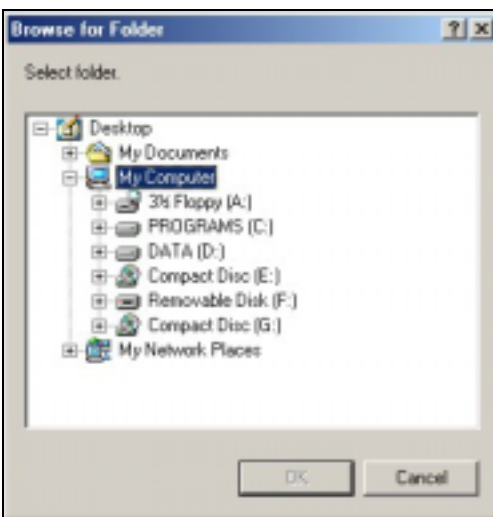 Browse for Folder
Select folder.
Desktop
My Documents
My Computer
3½ Floppy (A:)
PROGRAMS (C:)
DATA (D:)
Compact Disc (E:)
Removable Disk (F:)
Compact Disc (G:)
My Network Places
OK Cancel